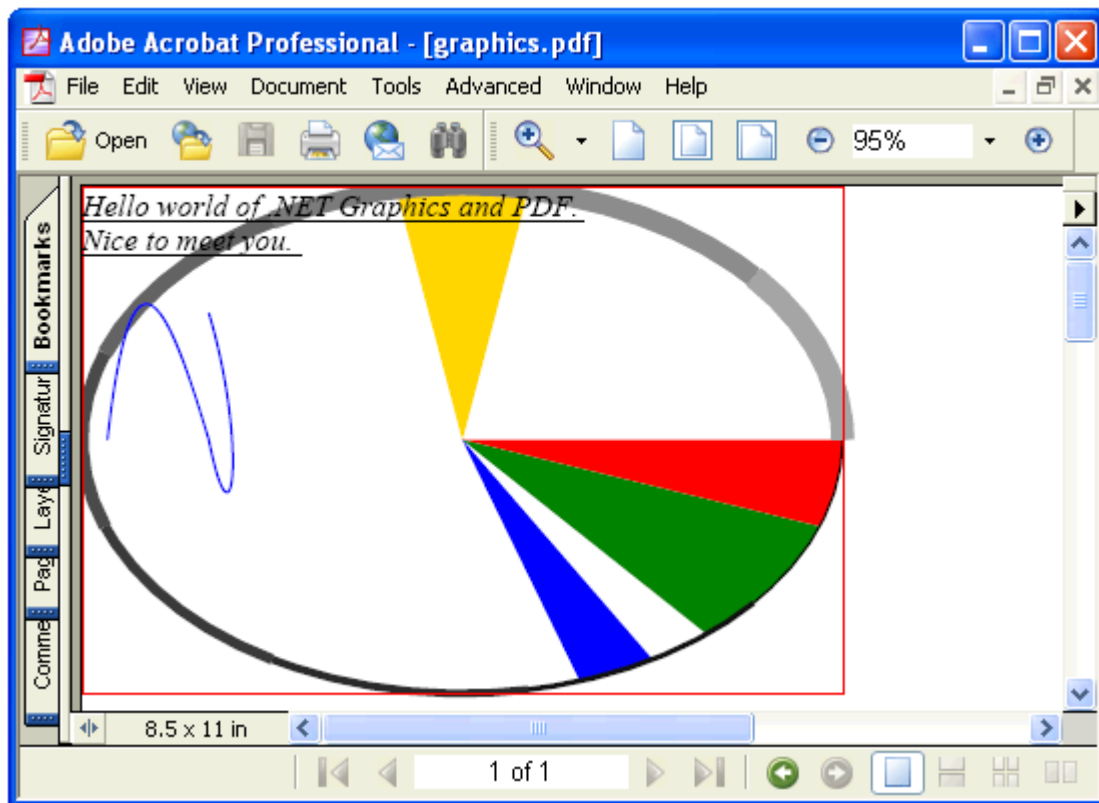 Adobe Acrobat Professional - [graphics.pdf]
File Edit View Document Tools Advanced Window Help
Open 95%
Hello world of .NET Graphics and PDF.
Nice to meet you.
Bookmarks
Signatur
Laye
Pag
Comme
8.5 x 11 in
1 of 1